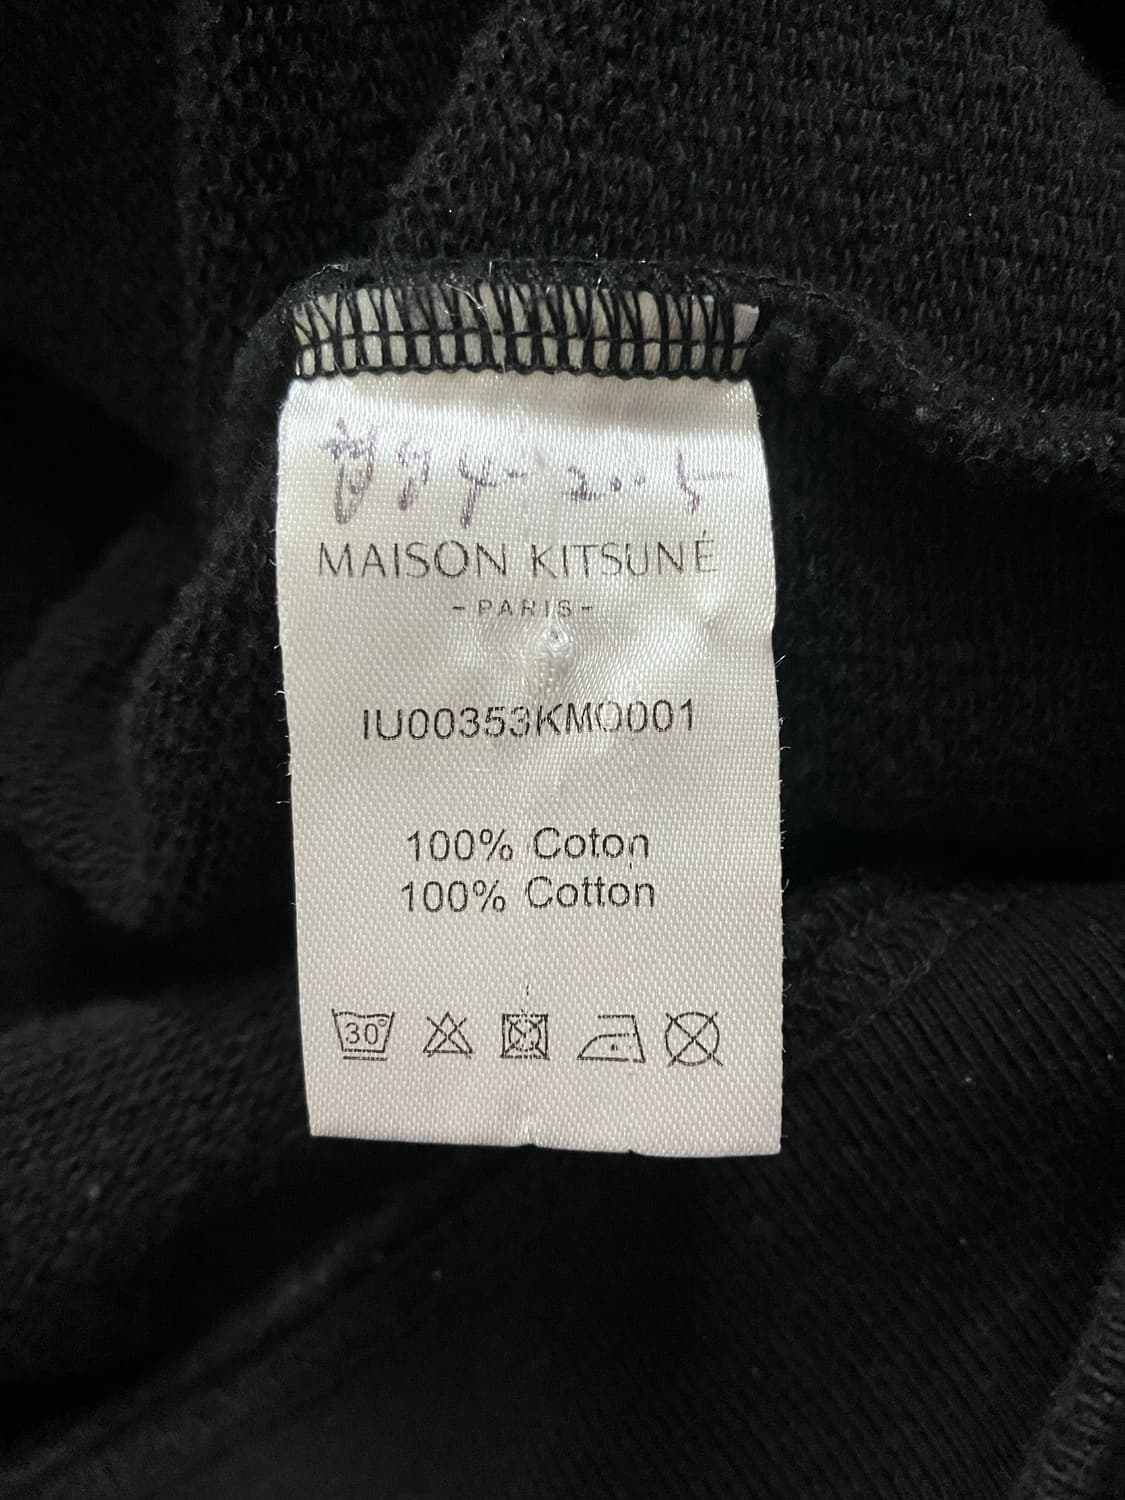 MAISON KITSUNÉ
- PARIS -
IU00353KM0001
100% Coton
100% Cotton
30°